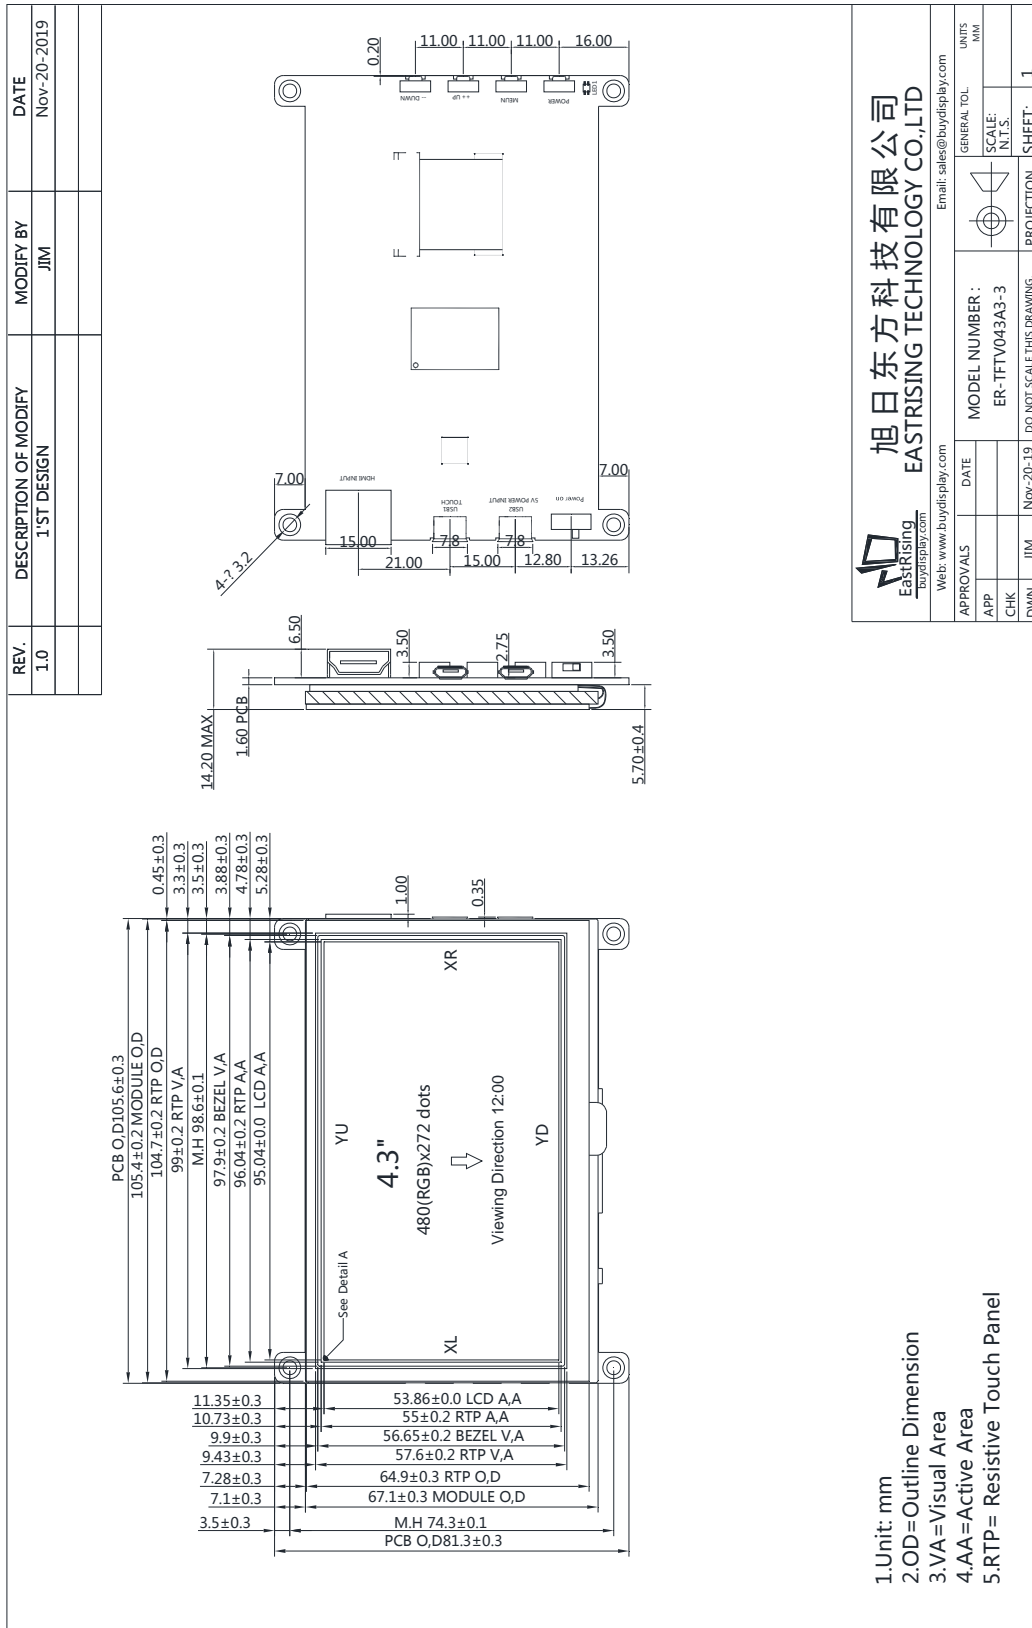 REV.
DESCRIPTION OF MODIFY
MODIFY BY
DATE
1.0
1'ST DESIGN
JIM
Nov-20-2019
0.20
11.00
11.00
11.00
16.00
-- DUWN
++ UP
MEUN
POWER
LED1
7.00
HDMI INPUT
USB1
TOUCH
USB2
5V POWER INPUT
Power on
7.00
4-? 3.2
15.00
7.8
7.8
21.00
15.00
12.80
13.26
14.20 MAX
1.60 PCB
6.50
3.50
2.75
3.50
5.70±0.4
0.45±0.3
3.3±0.3
3.5±0.3
3.88±0.3
4.78±0.3
5.28±0.3
1.00
0.35
PCB O,D105.6±0.3
105.4±0.2 MODULE O,D
104.7±0.2 RTP O,D
99±0.2 RTP V,A
M.H 98.6±0.1
97.9±0.2 BEZEL V,A
96.04±0.2 RTP A,A
95.04±0.0 LCD A,A
XR
YU
YD
XL
4.3"
480(RGB)x272 dots
Viewing Direction 12:00
See Detail A
11.35±0.3
53.86±0.0 LCD A,A
10.73±0.3
55±0.2 RTP A,A
9.9±0.3
56.65±0.2 BEZEL V,A
9.43±0.3
57.6±0.2 RTP V,A
7.28±0.3
64.9±0.3 RTP O,D
7.1±0.3
67.1±0.3 MODULE O,D
3.5±0.3
M.H 74.3±0.1
PCB O,D81.3±0.3
1.Unit: mm
2.OD=Outline Dimension
3.VA=Visual Area
4.AA=Active Area
5.RTP= Resistive Touch Panel
EastRising
buydisplay.com
旭日东方科技有限公司
EASTRISING TECHNOLOGY CO.,LTD
Web: www.buydisplay.com
Email: sales@buydisplay.com
APPROVALS
DATE
APP
CHK
DWN
JIM
Nov-20-19
MODEL NUMBER :
ER-TFTV043A3-3
DO NOT SCALE THIS DRAWING
PROJECTION
GENERAL TOL.
UNITS
MM
SCALE:
N.T.S.
SHEET:
1